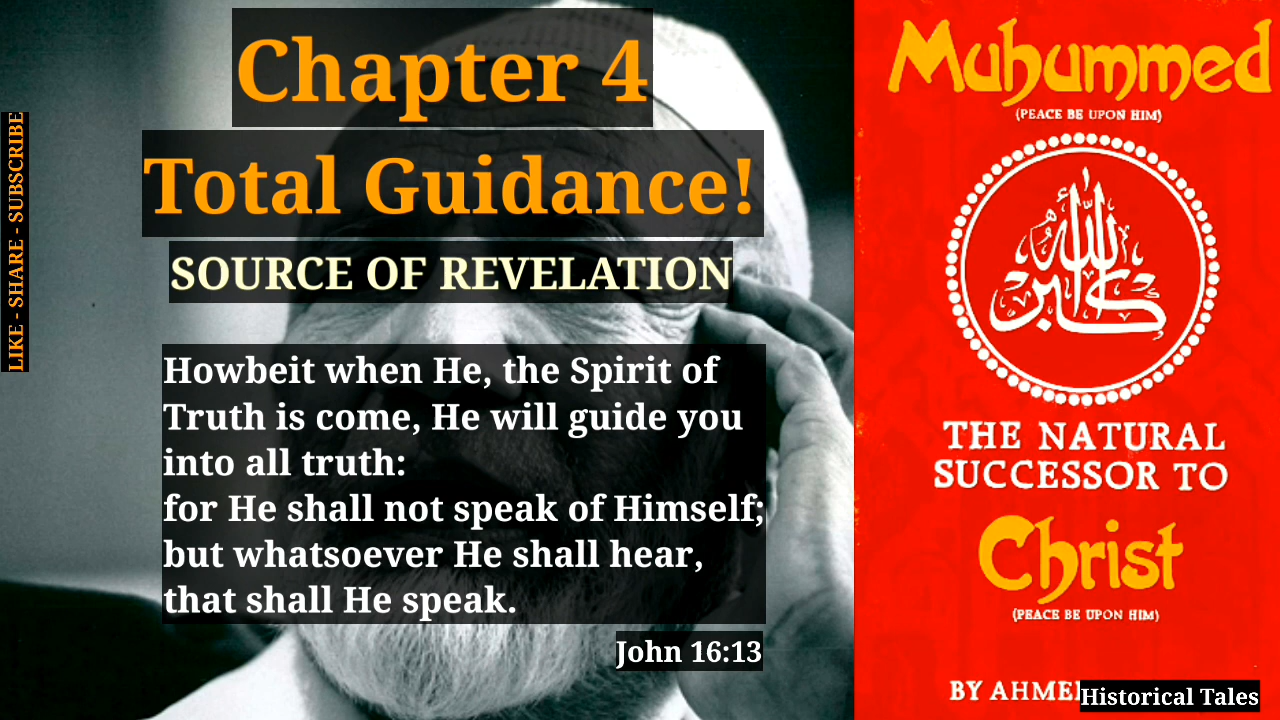 Chapter 4
Total Guidance!
SOURCE OF REVELATION
Howbeit when He, the Spirit of
Truth is come, He will guide you
into all truth:
for He shall not speak of Himself;
but whatsoever He shall hear,
that shall He speak.
John 16:13
LIKE - SHARE - SUBSCRIBE
Muhummed
(PEACE BE UPON HIM)
الله أكبر
THE NATURAL
SUCCESSOR TO
Christ
(PEACE BE UPON HIM)
BY AHME
Historical Tales